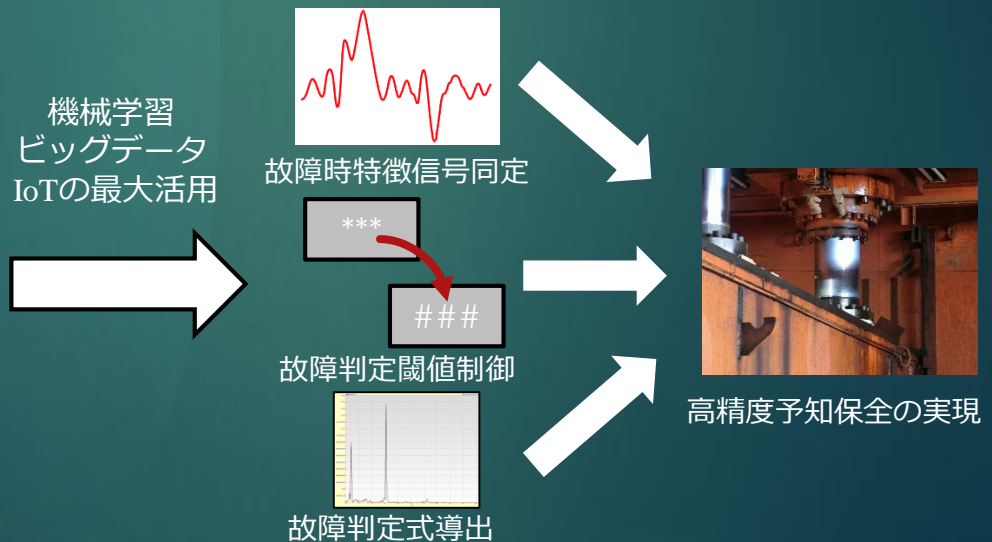 機械学習
ビッグデータ
IoTの最大活用
故障時特徴信号同定
***
###
故障判定閾値制御
故障判定式導出
高精度予知保全の実現